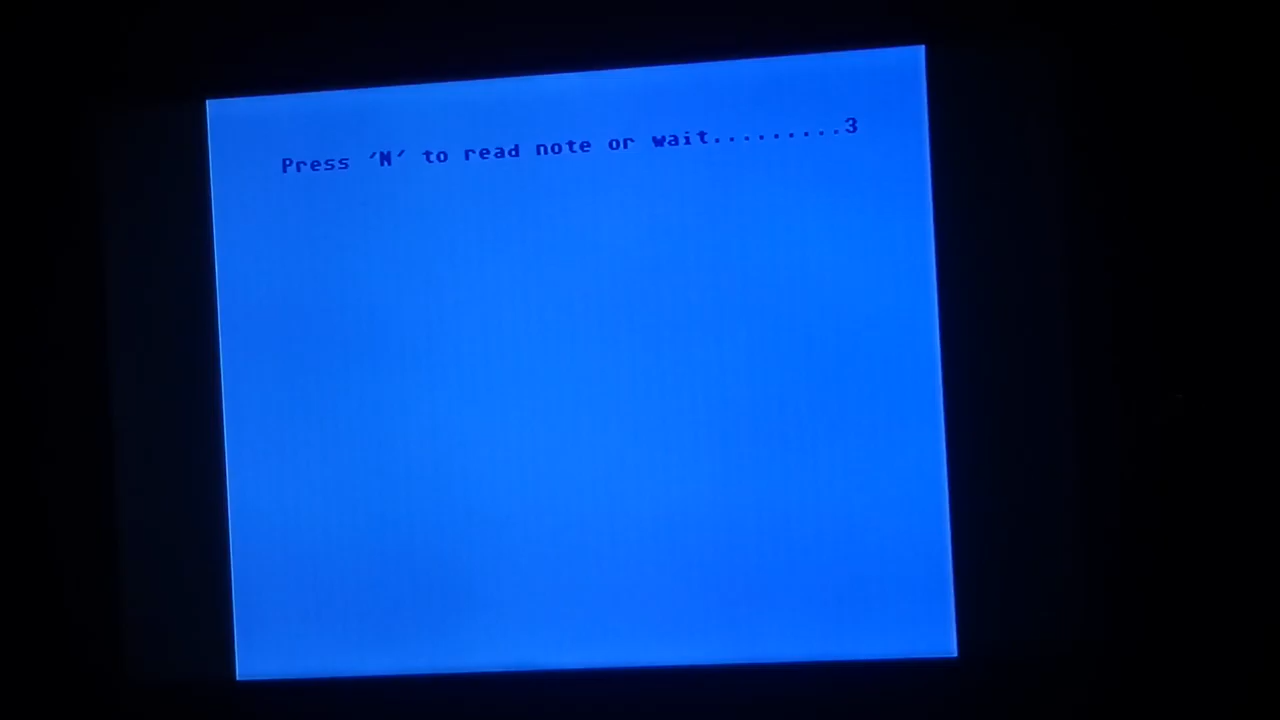 Press 'N' to read note or wait.........3